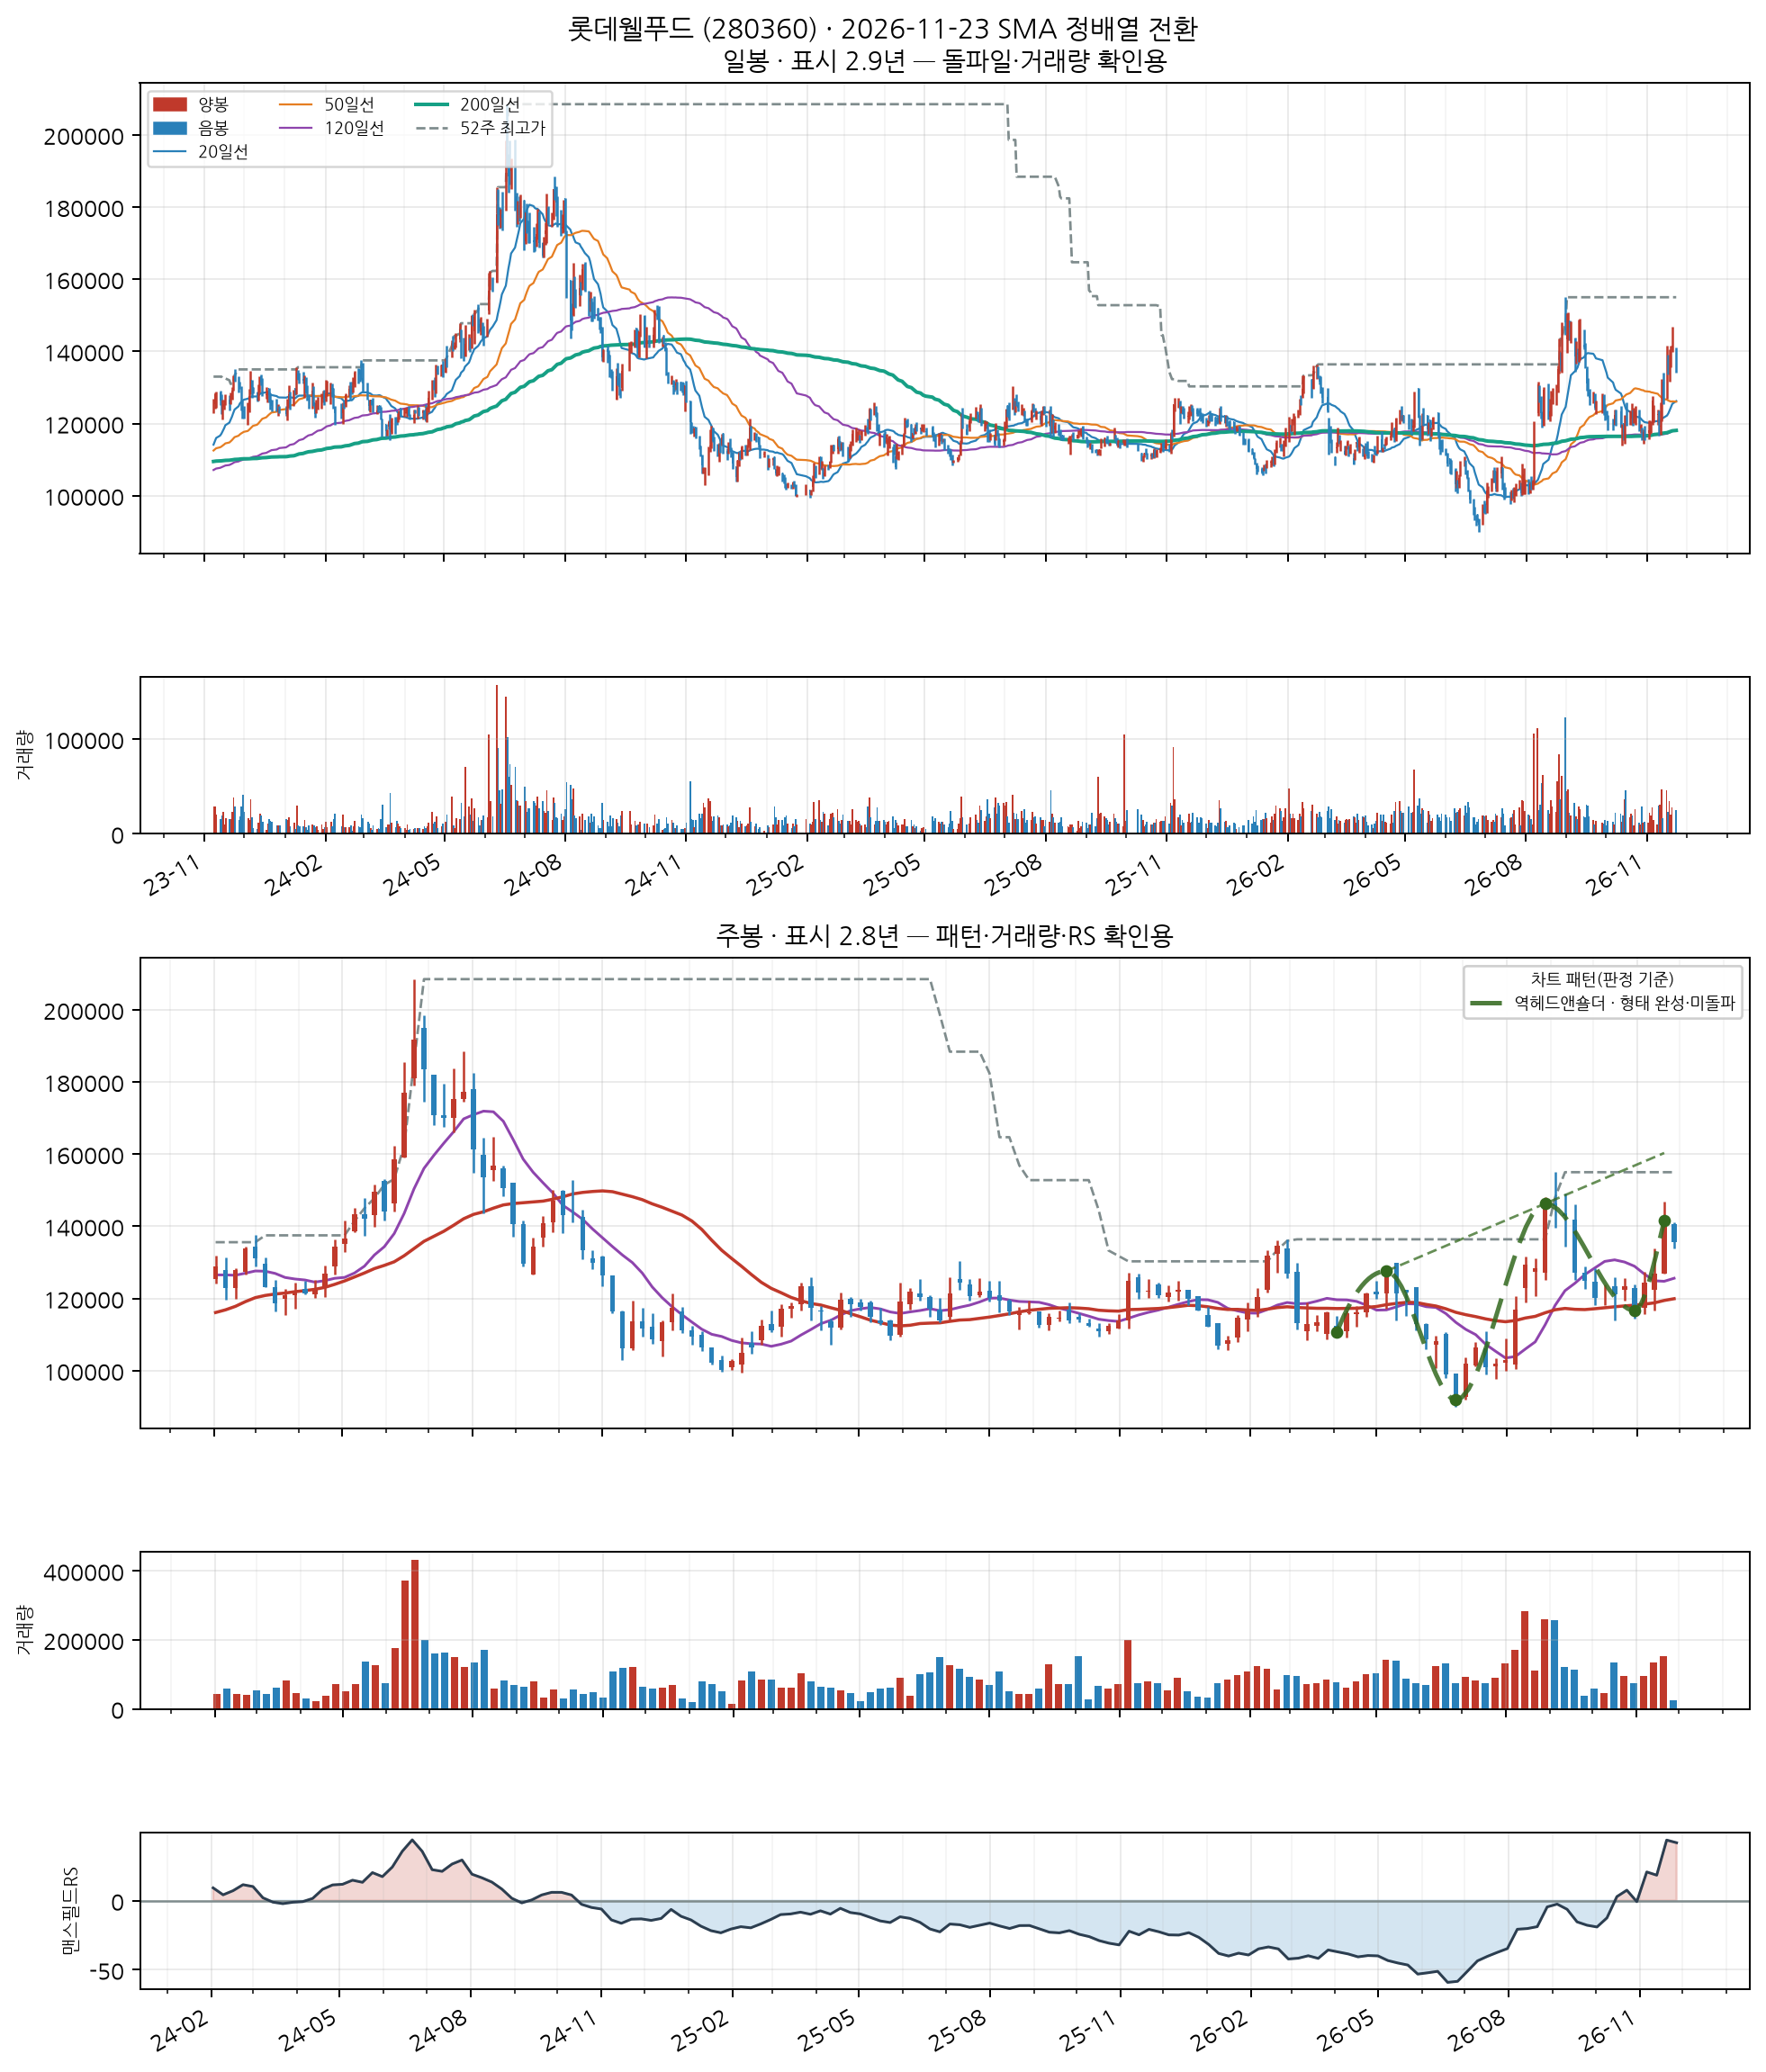 롯데웰푸드 (280360) · 2026-11-23 SMA 정배열 전환
일봉 · 표시 2.9년 — 돌파일·거래량 확인용
양봉
음봉
20일선
50일선
120일선
200일선
52주 최고가
200000
180000
160000
140000
120000
100000
거래량
100000
0
23-11
24-02
24-05
24-08
24-11
25-02
25-05
25-08
25-11
26-02
26-05
26-08
26-11
주봉 · 표시 2.8년 — 패턴·거래량·RS 확인용
차트 패턴(판정 기준)
역헤드앤숄더 · 형태 완성·미돌파
200000
180000
160000
140000
120000
100000
거래량
400000
200000
0
맨스필드RS
0
-50
24-02
24-05
24-08
24-11
25-02
25-05
25-08
25-11
26-02
26-05
26-08
26-11